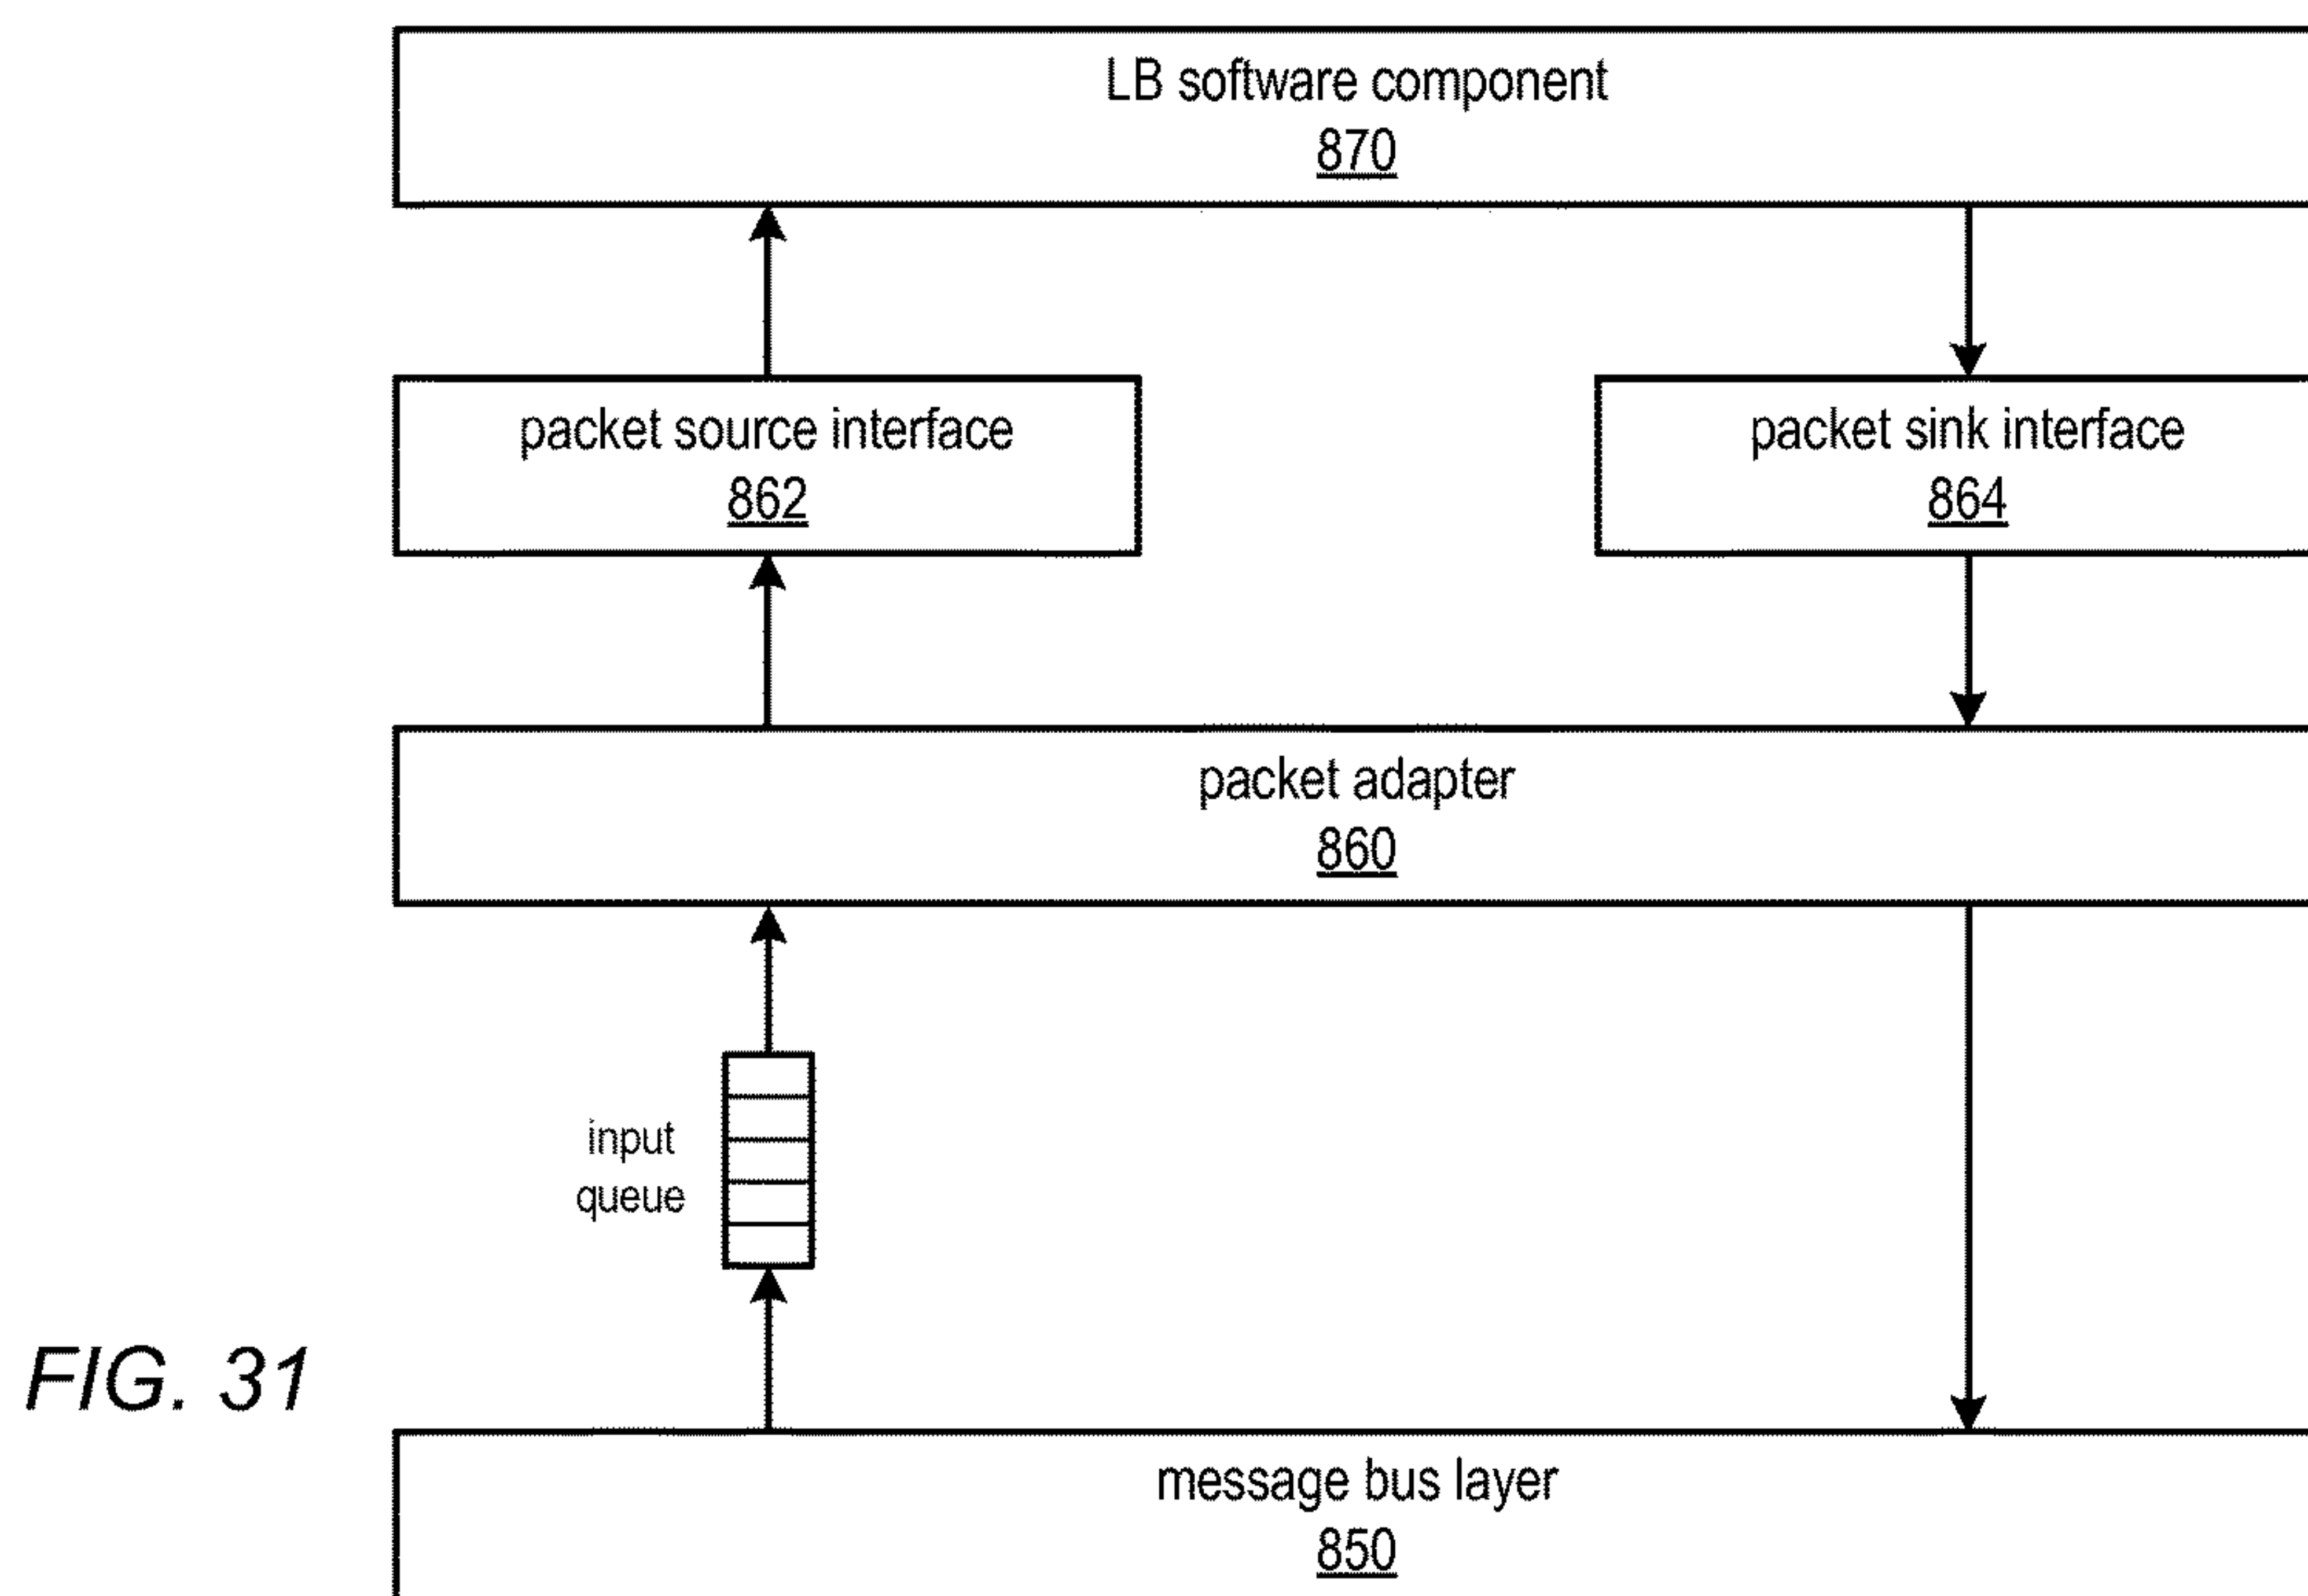 LB software component
870
packet source interface
862
packet sink interface
864
packet adapter
860
input
queue
FIG. 31
message bus layer
850